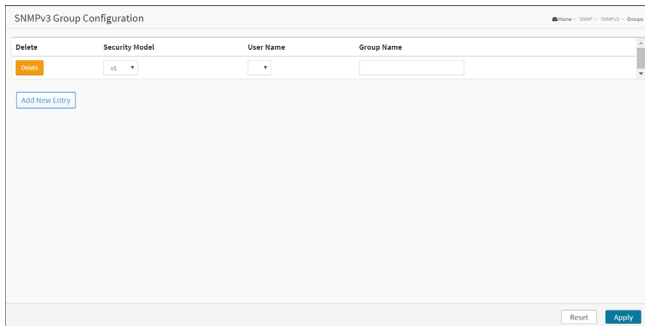 SNMPv3 Group Configuration
Home > SNMP > SNMPv3 > Groups
Delete Security Model User Name Group Name
Delete v1
Add New Entry
Reset Apply